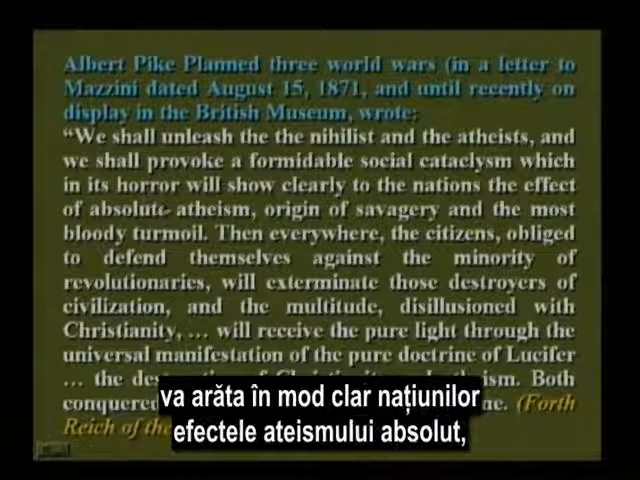 Albert Pike Planned three world wars (in a letter to
Mazzini dated August 15, 1871, and until recently on
display in the British Museum, wrote:
“We shall unleash the the nihilist and the atheists, and
we shall provoke a formidable social cataclysm which
in its horror will show clearly to the nations the effect
of absolute atheism, origin of savagery and the most
bloody turmoil. Then everywhere, the citizens, obliged
to defend themselves against the minority of
revolutionaries, will exterminate those destroyers of
civilization, and the multitude, disillusioned with
Christianity, ... will receive the pure light through the
universal manifestation of the pure doctrine of Lucifer
... the Both
conquered (Forth
Reich of the
va arăta în mod clar națiunilor
efectele ateismului absolut,